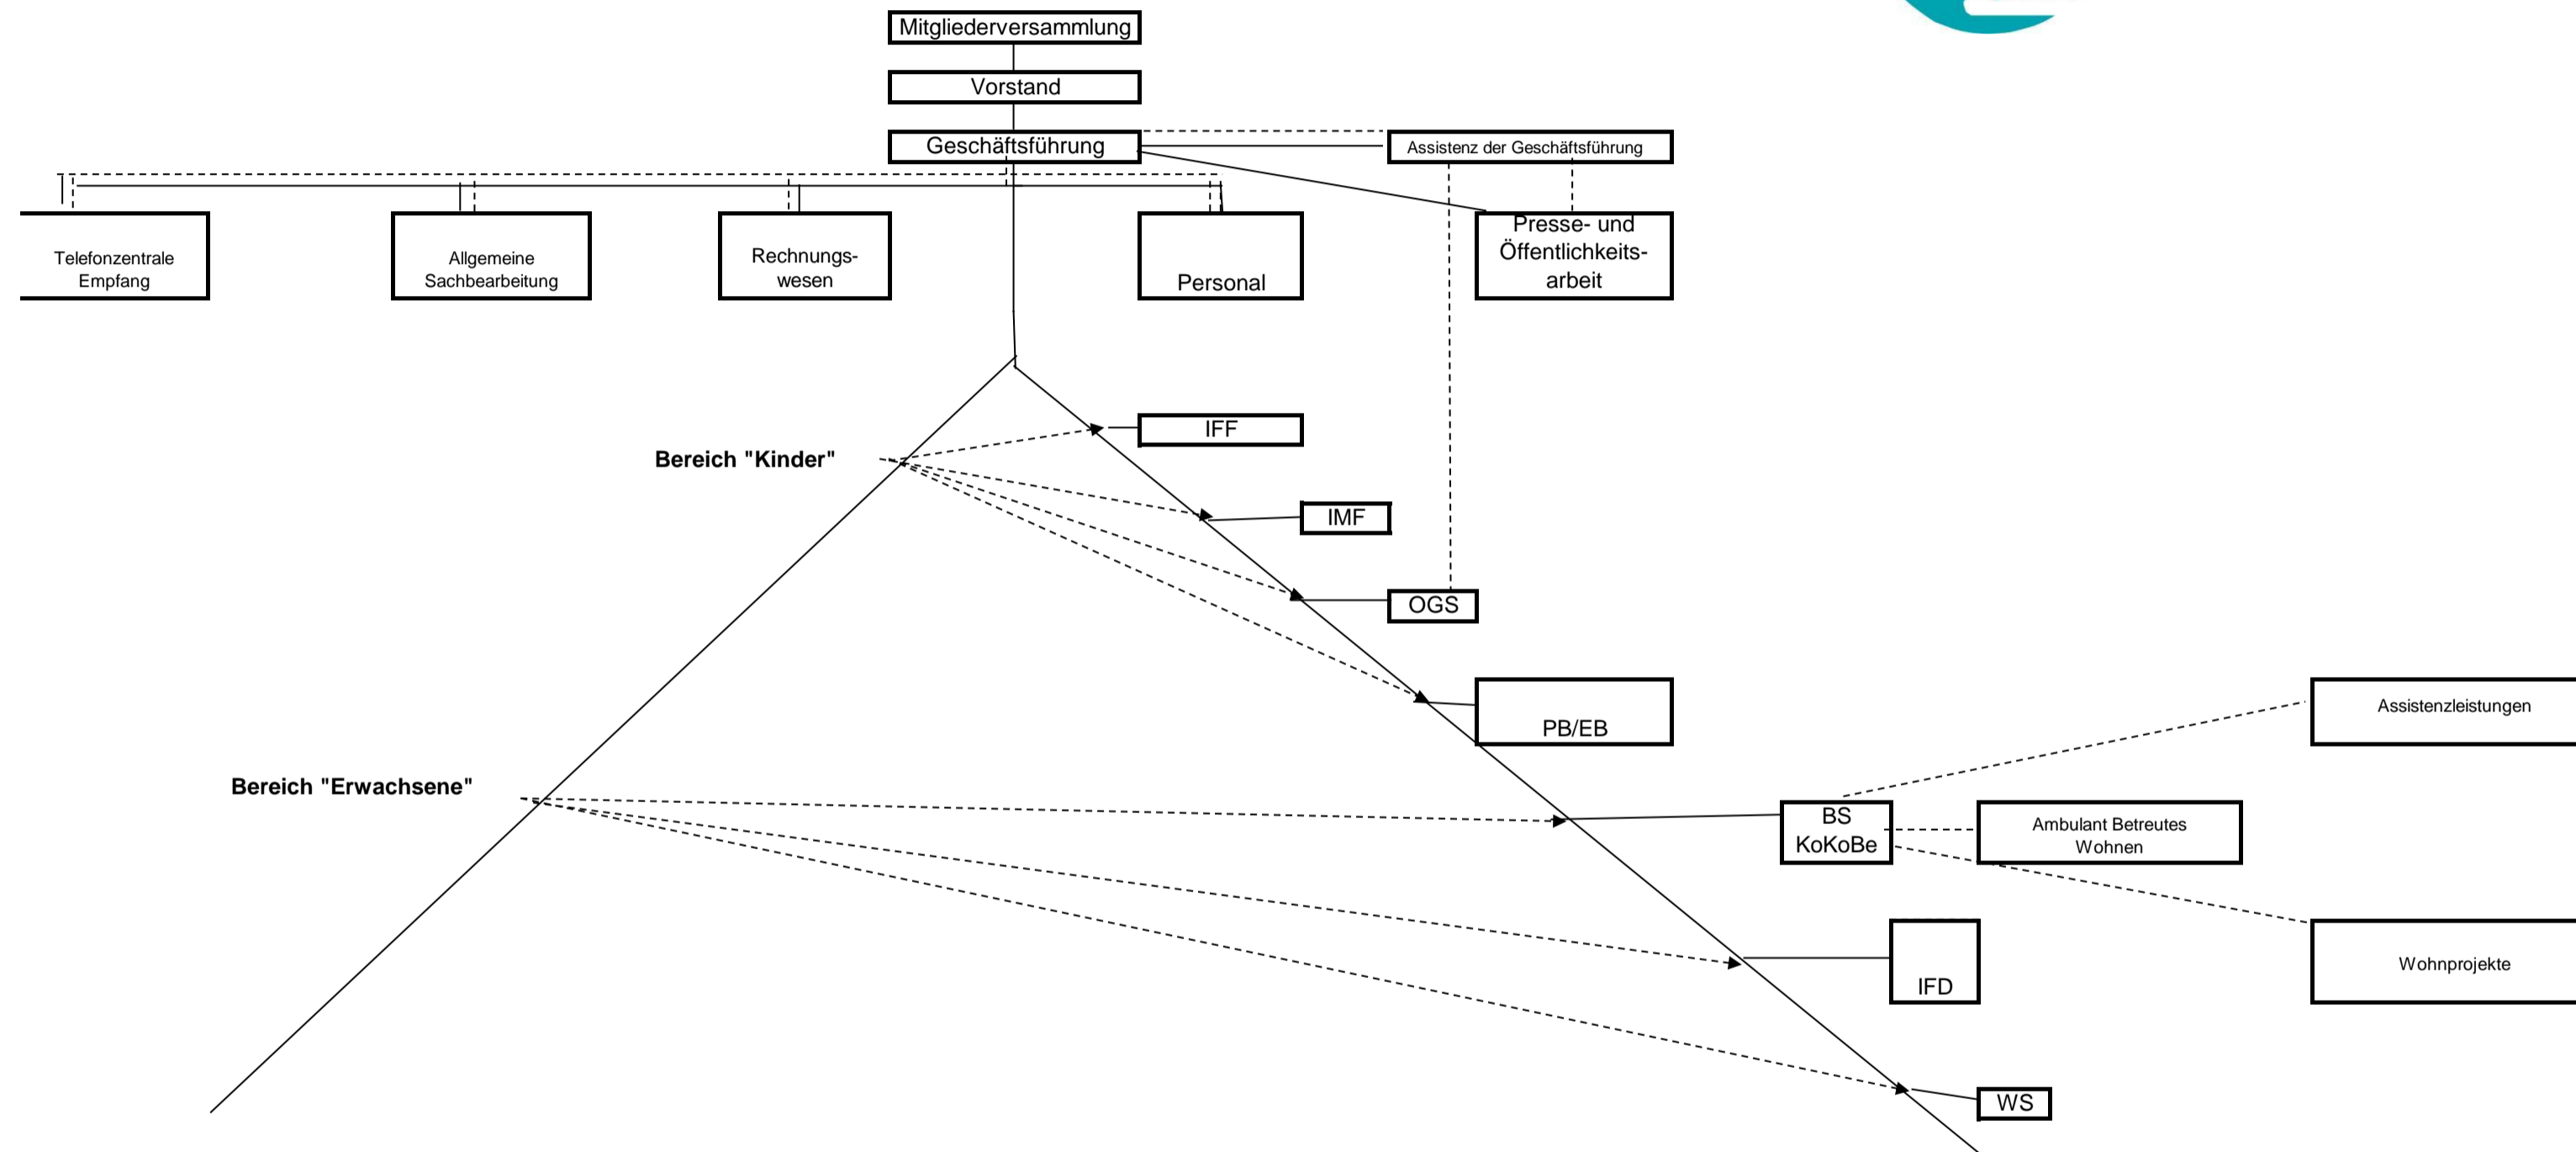 Mitgliederversammlung
Vorstand
Geschäftsführung
Assistenz der Geschäftsführung
Telefonzentrale
Empfang
Allgemeine
Sachbearbeitung
Rechnungs-
wesen
Personal
Presse- und
Öffentlichkeits-
arbeit
IFF
Bereich "Kinder"
IMF
OGS
PB/EB
Assistenzleistungen
Bereich "Erwachsene"
BS
KoKoBe
Ambulant Betreutes
Wohnen
IFD
Wohnprojekte
WS